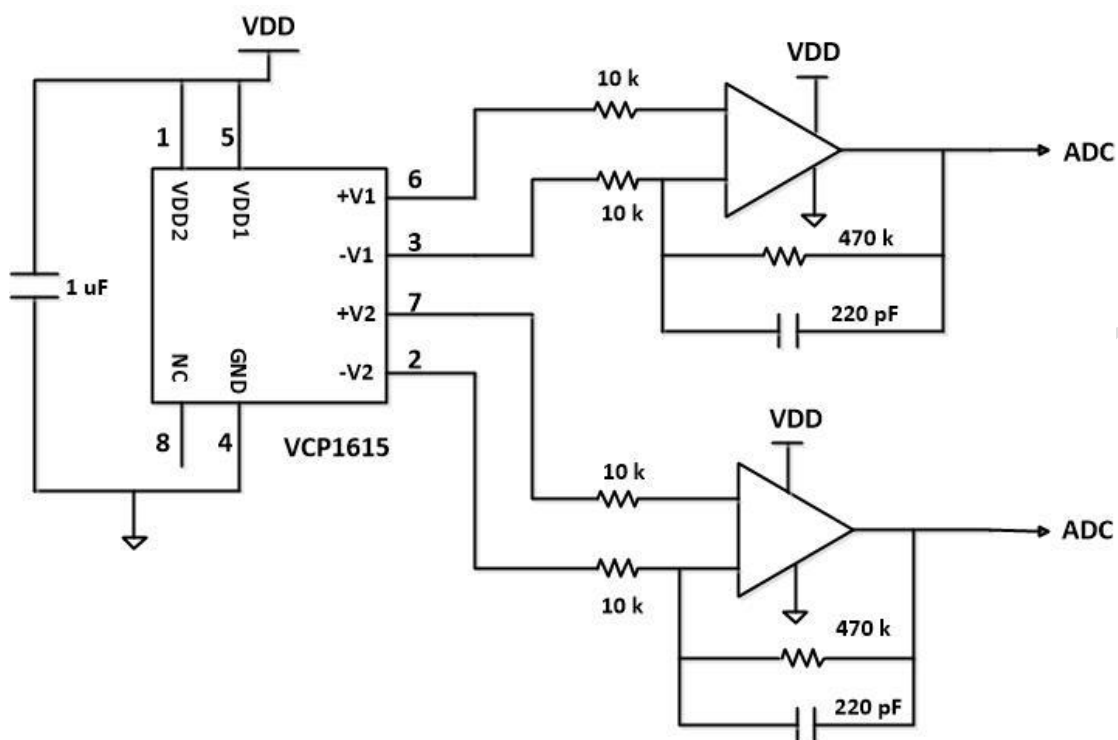 VDD
1
5
VDD2
VDD1
+V1
-V1
+V2
-V2
6
3
7
2
NC
GND
8
4
VCP1615
1 uF
10 k
10 k
VDD
ADC
470 k
220 pF
10 k
10 k
VDD
ADC
470 k
220 pF